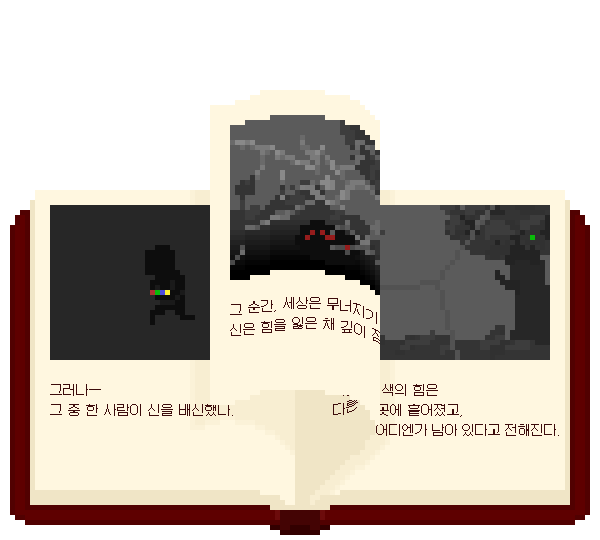 그러나—
그 중 한 사람이 신을 배신했다.
그 순간, 세상은 무너지기
신은 힘을 잃은 채 깊이
색의 힘은
곳에 흩어졌고,
어디엔가 남아 있다고 전해진다.